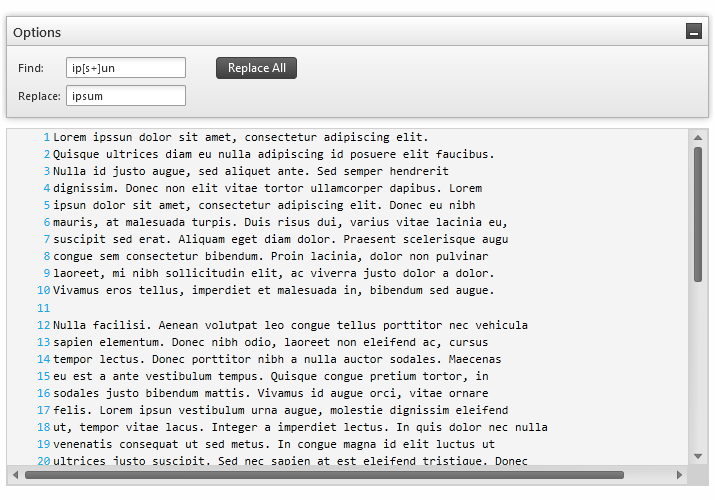 Options
Find: ip[s+]un Replace All
Replace: ipsum
1 Lorem ipssun dolor sit amet, consectetur adipiscing elit.
2 Quisque ultrices diam eu nulla adipiscing id posuere elit faucibus.
3 Nulla id justo augue, sed aliquet ante. Sed semper hendrerit
4 dignissim. Donec non elit vitae tortor ullamcorper dapibus. Lorem
5 ipsun dolor sit amet, consectetur adipiscing elit. Donec eu nibh
6 mauris, at malesuada turpis. Duis risus dui, varius vitae lacinia eu,
7 suscipit sed erat. Aliquam eget diam dolor. Praesent scelerisque augu
8 congue sem consectetur bibendum. Proin lacinia, dolor non pulvinar
9 laoreet, mi nibh sollicitudin elit, ac viverra justo dolor a dolor.
10 Vivamus eros tellus, imperdiet et malesuada in, bibendum sed augue.
11
12 Nulla facilisi. Aenean volutpat leo congue tellus porttitor nec vehicula
13 sapien elementum. Donec nibh odio, laoreet non eleifend ac, cursus
14 tempor lectus. Donec porttitor nibh a nulla auctor sodales. Maecenas
15 eu est a ante vestibulum tempus. Quisque congue pretium tortor, in
16 sodales justo bibendum mattis. Vivamus id augue orci, vitae ornare
17 felis. Lorem ipsun vestibulum urna augue, molestie dignissim eleifend
18 ut, tempor vitae lacus. Integer a imperdiet lectus. In quis dolor nec nulla
19 venenatis consequat ut sed metus. In congue magna id elit luctus ut
20 ultrices justo suscipit. Sed nec sapien at est eleifend tristique. Donec